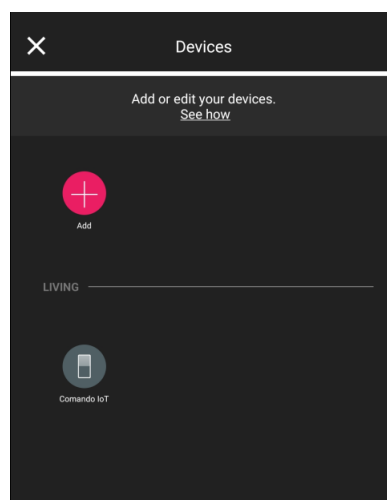 Devices
Add or edit your devices.
See how
Add
LIVING
Comando IoT